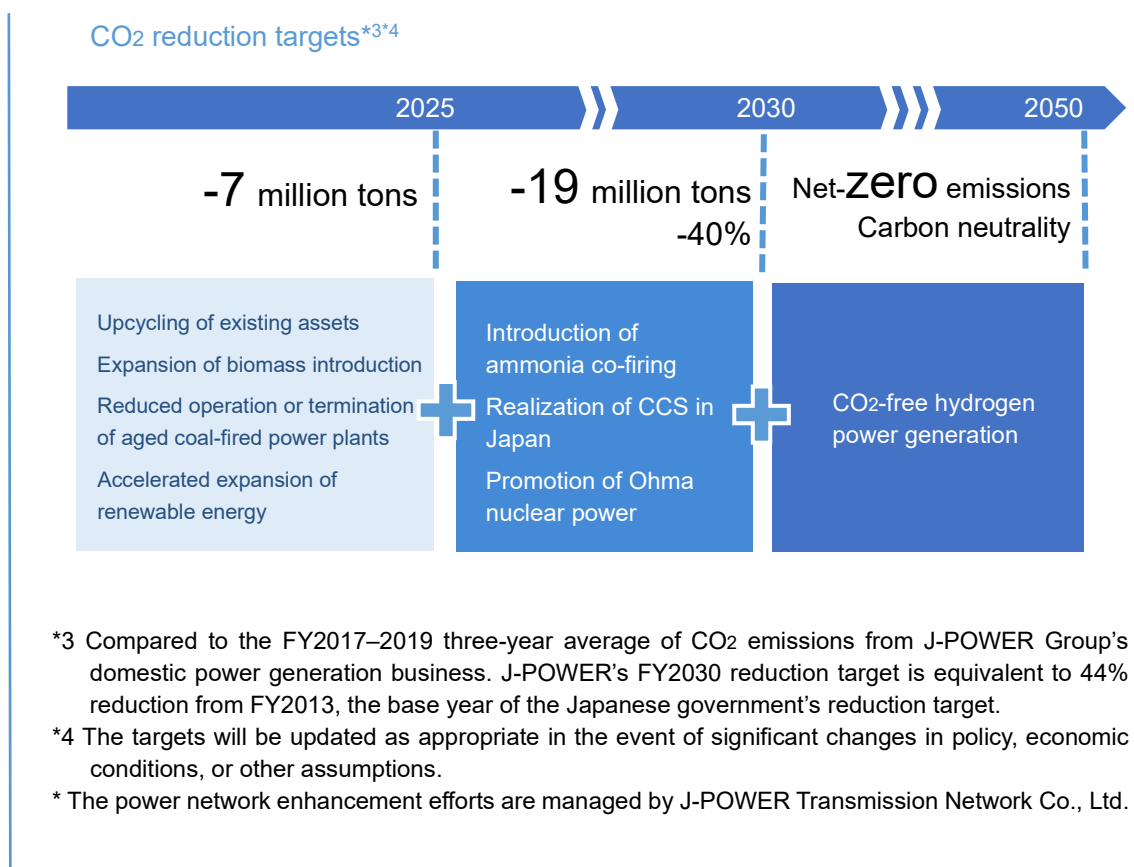 CO2 reduction targets*3*4
2025
2030
2050
-7 million tons
-19 million tons
-40%
Net-zero emissions
Carbon neutrality
Upcycling of existing assets
Expansion of biomass introduction
Reduced operation or termination
of aged coal-fired power plants
Accelerated expansion of
renewable energy
Introduction of
ammonia co-firing
Realization of CCS in
Japan
Promotion of Ohma
nuclear power
CO2-free hydrogen
power generation
*3 Compared to the FY2017–2019 three-year average of CO2 emissions from J-POWER Group’s
domestic power generation business. J-POWER’s FY2030 reduction target is equivalent to 44%
reduction from FY2013, the base year of the Japanese government’s reduction target.
*4 The targets will be updated as appropriate in the event of significant changes in policy, economic
conditions, or other assumptions.
* The power network enhancement efforts are managed by J-POWER Transmission Network Co., Ltd.